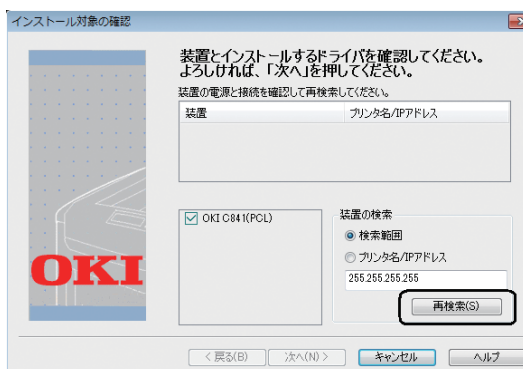 インストール対象の確認
装置とインストールするドライバを確認してください。
よろしければ、「次へ」を押してください。
装置の電源と接続を確認して再検索してださい。
装置 プリンタ名/IPアドレス
OKI C841(PCL)
装置の検索
検索範囲
プリンタ名/IPアドレス
255.255.255.255
再検索(S)
OKI
< 戻る(B) 次へ(N) > キャンセル ヘルプ